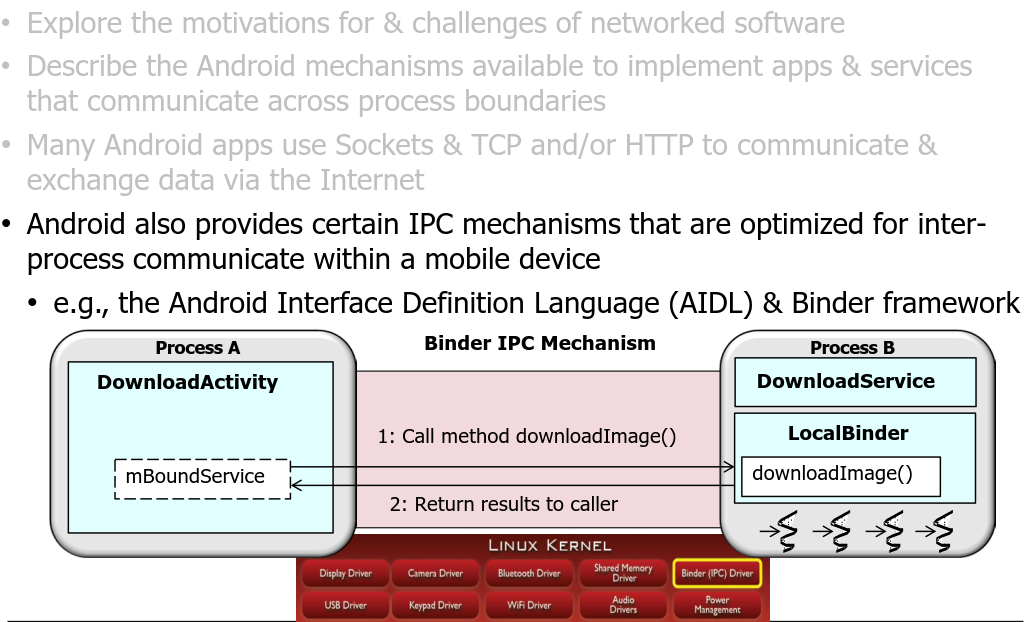 • Explore the motivations for & challenges of networked software
• Describe the Android mechanisms available to implement apps & services
that communicate across process boundaries
• Many Android apps use Sockets & TCP and/or HTTP to communicate &
exchange data via the Internet
• Android also provides certain IPC mechanisms that are optimized for inter-
process communicate within a mobile device
• e.g., the Android Interface Definition Language (AIDL) & Binder framework
Process A
Binder IPC Mechanism
Process B
DownloadActivity
DownloadService
1: Call method downloadImage()
LocalBinder
mBoundService
downloadImage()
2: Return results to caller
LINUX KERNEL
Display Driver
Camera Driver
Bluetooth Driver
Shared Memory
Driver
Binder (IPC) Driver
USB Driver
Keypad Driver
WiFi Driver
Audio
Drivers
Power
Management